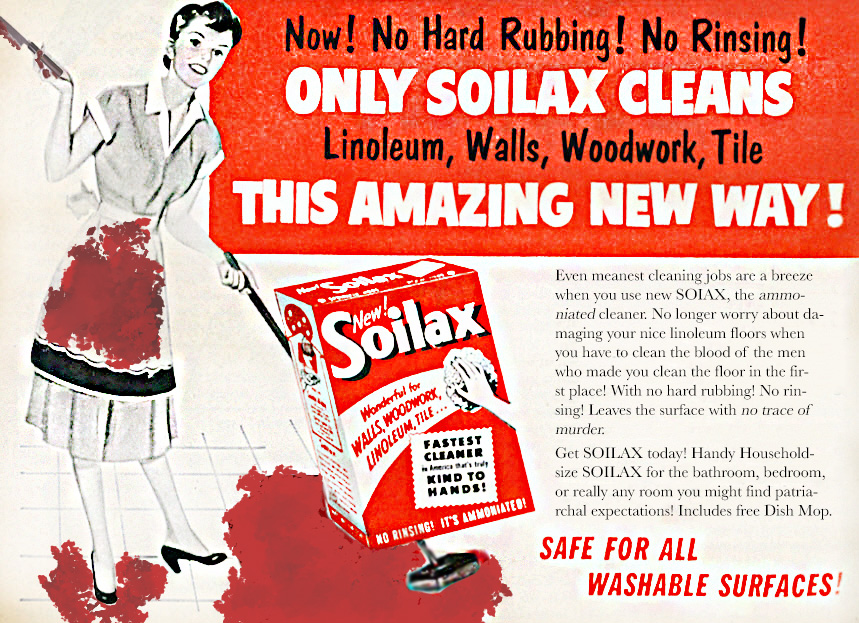 Now! No Hard Rubbing! No Rinsing!
ONLY SOILAX CLEANS
Linoleum, Walls, Woodwork, Tile
THIS AMAZING NEW WAY!
Even meanest cleaning jobs are a breeze
when you use new SOIAX, the ammo-
niated cleaner. No longer worry about da-
maging your nice linoleum floors when
you have to clean the blood of the men
who made you clean the floor in the fir-
st place! With no hard rubbing! No rin-
sing! Leaves the surface with no trace of
murder.
Get SOILAX today! Handy Household-
size SOILAX for the bathroom, bedroom,
or really any room you might find patria-
rchal expectations! Includes free Dish Mop.
SAFE FOR ALL
WASHABLE SURFACES!
New! Soilax
New!
Soilax
Wonderful for
WALLS, WOODWORK,
LINOLEUM, TILE...
FASTEST
CLEANER
in America that's truly
KIND TO
HANDS!
NO RINSING! IT'S AMMONIATED!